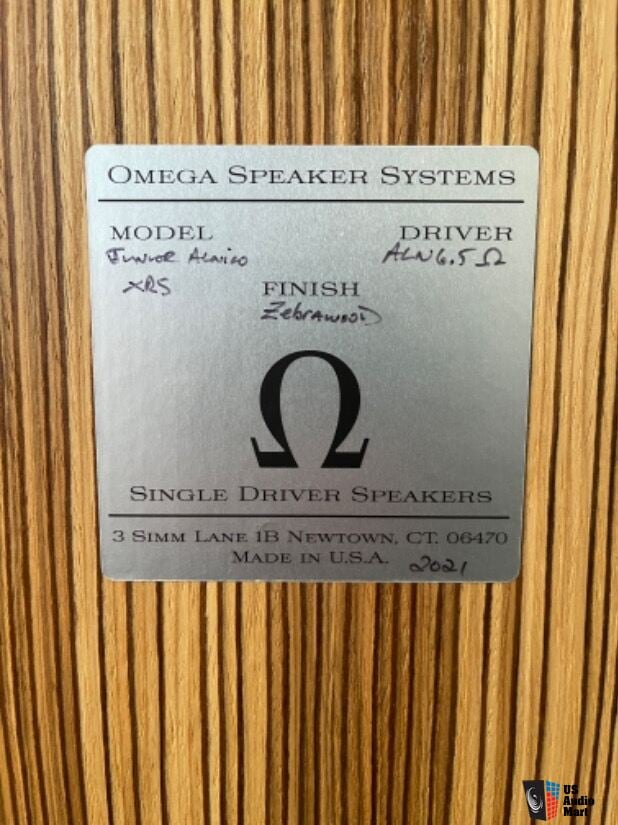 OMEGA SPEAKER SYSTEMS
MODEL DRIVER
Junior Alnico ALN6.5 Ω
XRS FINISH
Zebrawood
Ω
SINGLE DRIVER SPEAKERS
3 SIMM LANE 1B NEWTOWN, CT. 06470
MADE IN U.S.A. 2021
US
Audio
Mart